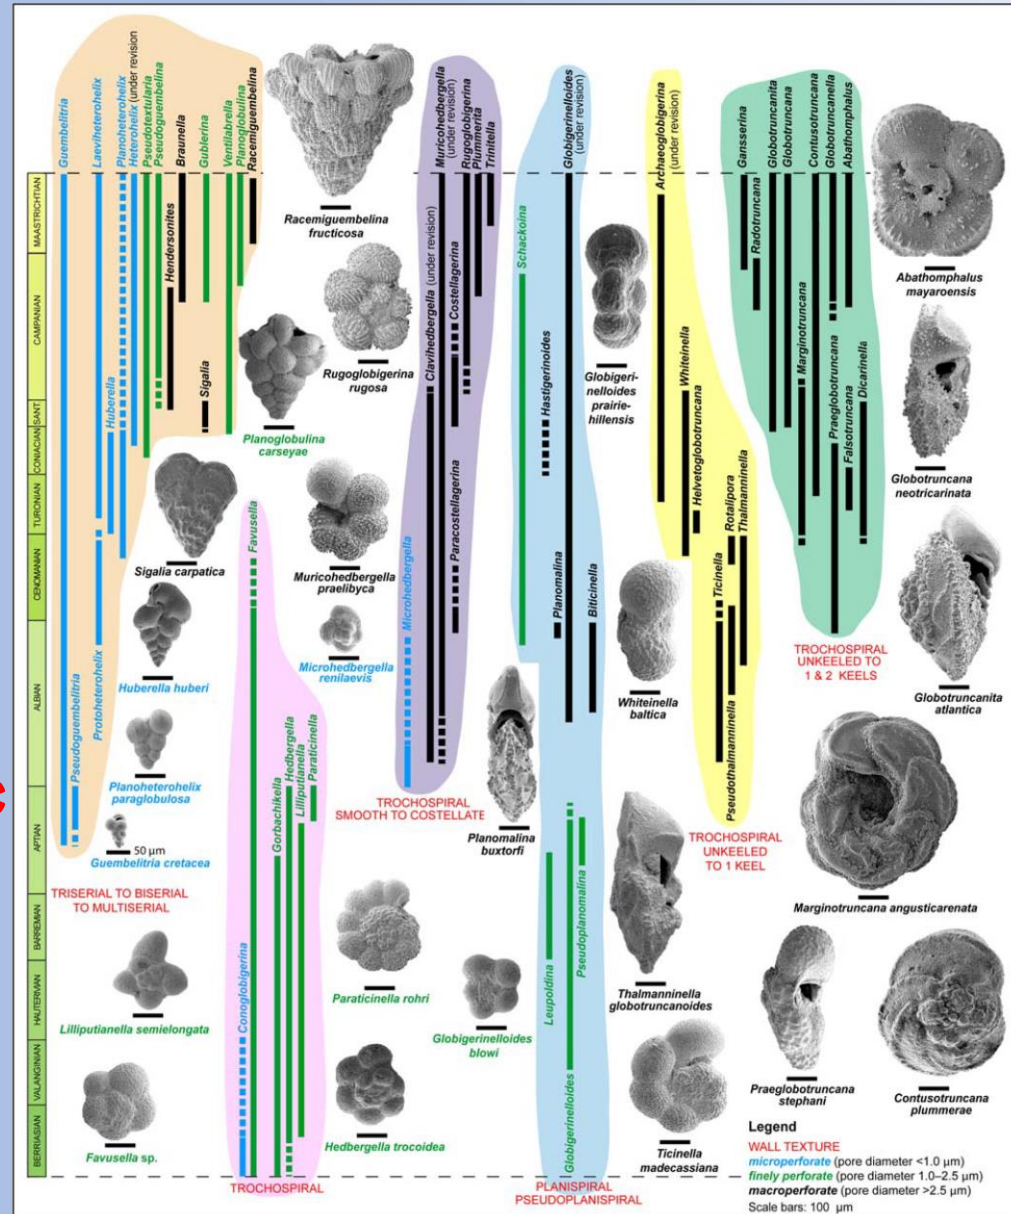 Guembelitria
Laeviheterohelix
Planoheterohelix
Heterohelix (under revision)
Pseudotextularia
Pseudoguembelina
Braunella
Gublerina
Ventilabrella
Planoglobulina
Racemiguembelina
Hendersonites
Sigalia
Huberella
Protoheterohelix
Pseudoguembelitria
Muricohedbergella
(under revision)
Rugoglobigerina
Plummerita
Trinitella
Clavihedbergella (under revision)
Costellagerina
Paracostellagerina
Microhedbergella
Globigerinelloides
(under revision)
Schackoina
Hastigerinoides
Planomalina
Biticinella
Archaeoglobigerina
(under revision)
Whiteinella
Helvetoglobotruncana
Rotalipora
Thalmanninella
Ticinella
Pseudothalmanninella
Gansserina
Globotruncanita
Globotruncana
Contusotruncana
Globotruncanella
Abathomphalus
Radotruncana
Marginotruncana
Praeglobotruncana
Falsotruncana
Dicarinella
MAASTRICHTIAN
CAMPANIAN
SANT.
CONIACIAN
TURONIAN
CENOMANIAN
ALBIAN
APTIAN
BARREMIAN
HAUTERIVIAN
VALANGINIAN
BERRIASIAN
Racemiguembelina
fructicosa
Rugoglobigerina
rugosa
Planoglobulina
carseyae
Globigeri-
nelloides
prairie-
hillensis
Abathomphalus
mayaroensis
Globotruncana
neotricarinata
Sigalia carpatica
Favusella
Muricohedbergella
praelibyca
Huberella huberi
Microhedbergella
renilaevis
Whiteinella
baltica
TROCHOSPIRAL
UNKEELED TO
1 & 2 KEELS
Globotruncanita
atlantica
Planoheterohelix
paraglobulosa
50 µm
Guembelitria cretacea
TRISERIAL TO BISERIAL
TO MULTISERIAL
Gorbachikella
Hedbergella
Lilliputianella
Paraticinella
TROCHOSPIRAL
SMOOTH TO COSTELLATE
Planomalina
buxtorfi
TROCHOSPIRAL
UNKEELED
TO 1 KEEL
Marginotruncana angusticarenata
Lilliputianella semielongata
Conoglobigerina
Paraticinella rohri
Globigerinelloides
blowi
Leupoldina
Pseudoplanomalina
Globigerinelloides
Thalmanninella
globotruncanoides
Praeglobotruncana
stephani
Contusotruncana
plummerae
Favusella sp.
Hedbergella trocoidea
Ticinella
madecassiana
TROCHOSPIRAL
PLANISPIRAL
PSEUDOPLANISPIRAL
Legend
WALL TEXTURE
microperforate (pore diameter <1.0 µm)
finely perforate (pore diameter 1.0–2.5 µm)
macroperforate (pore diameter >2.5 µm)
Scale bars: 100 µm